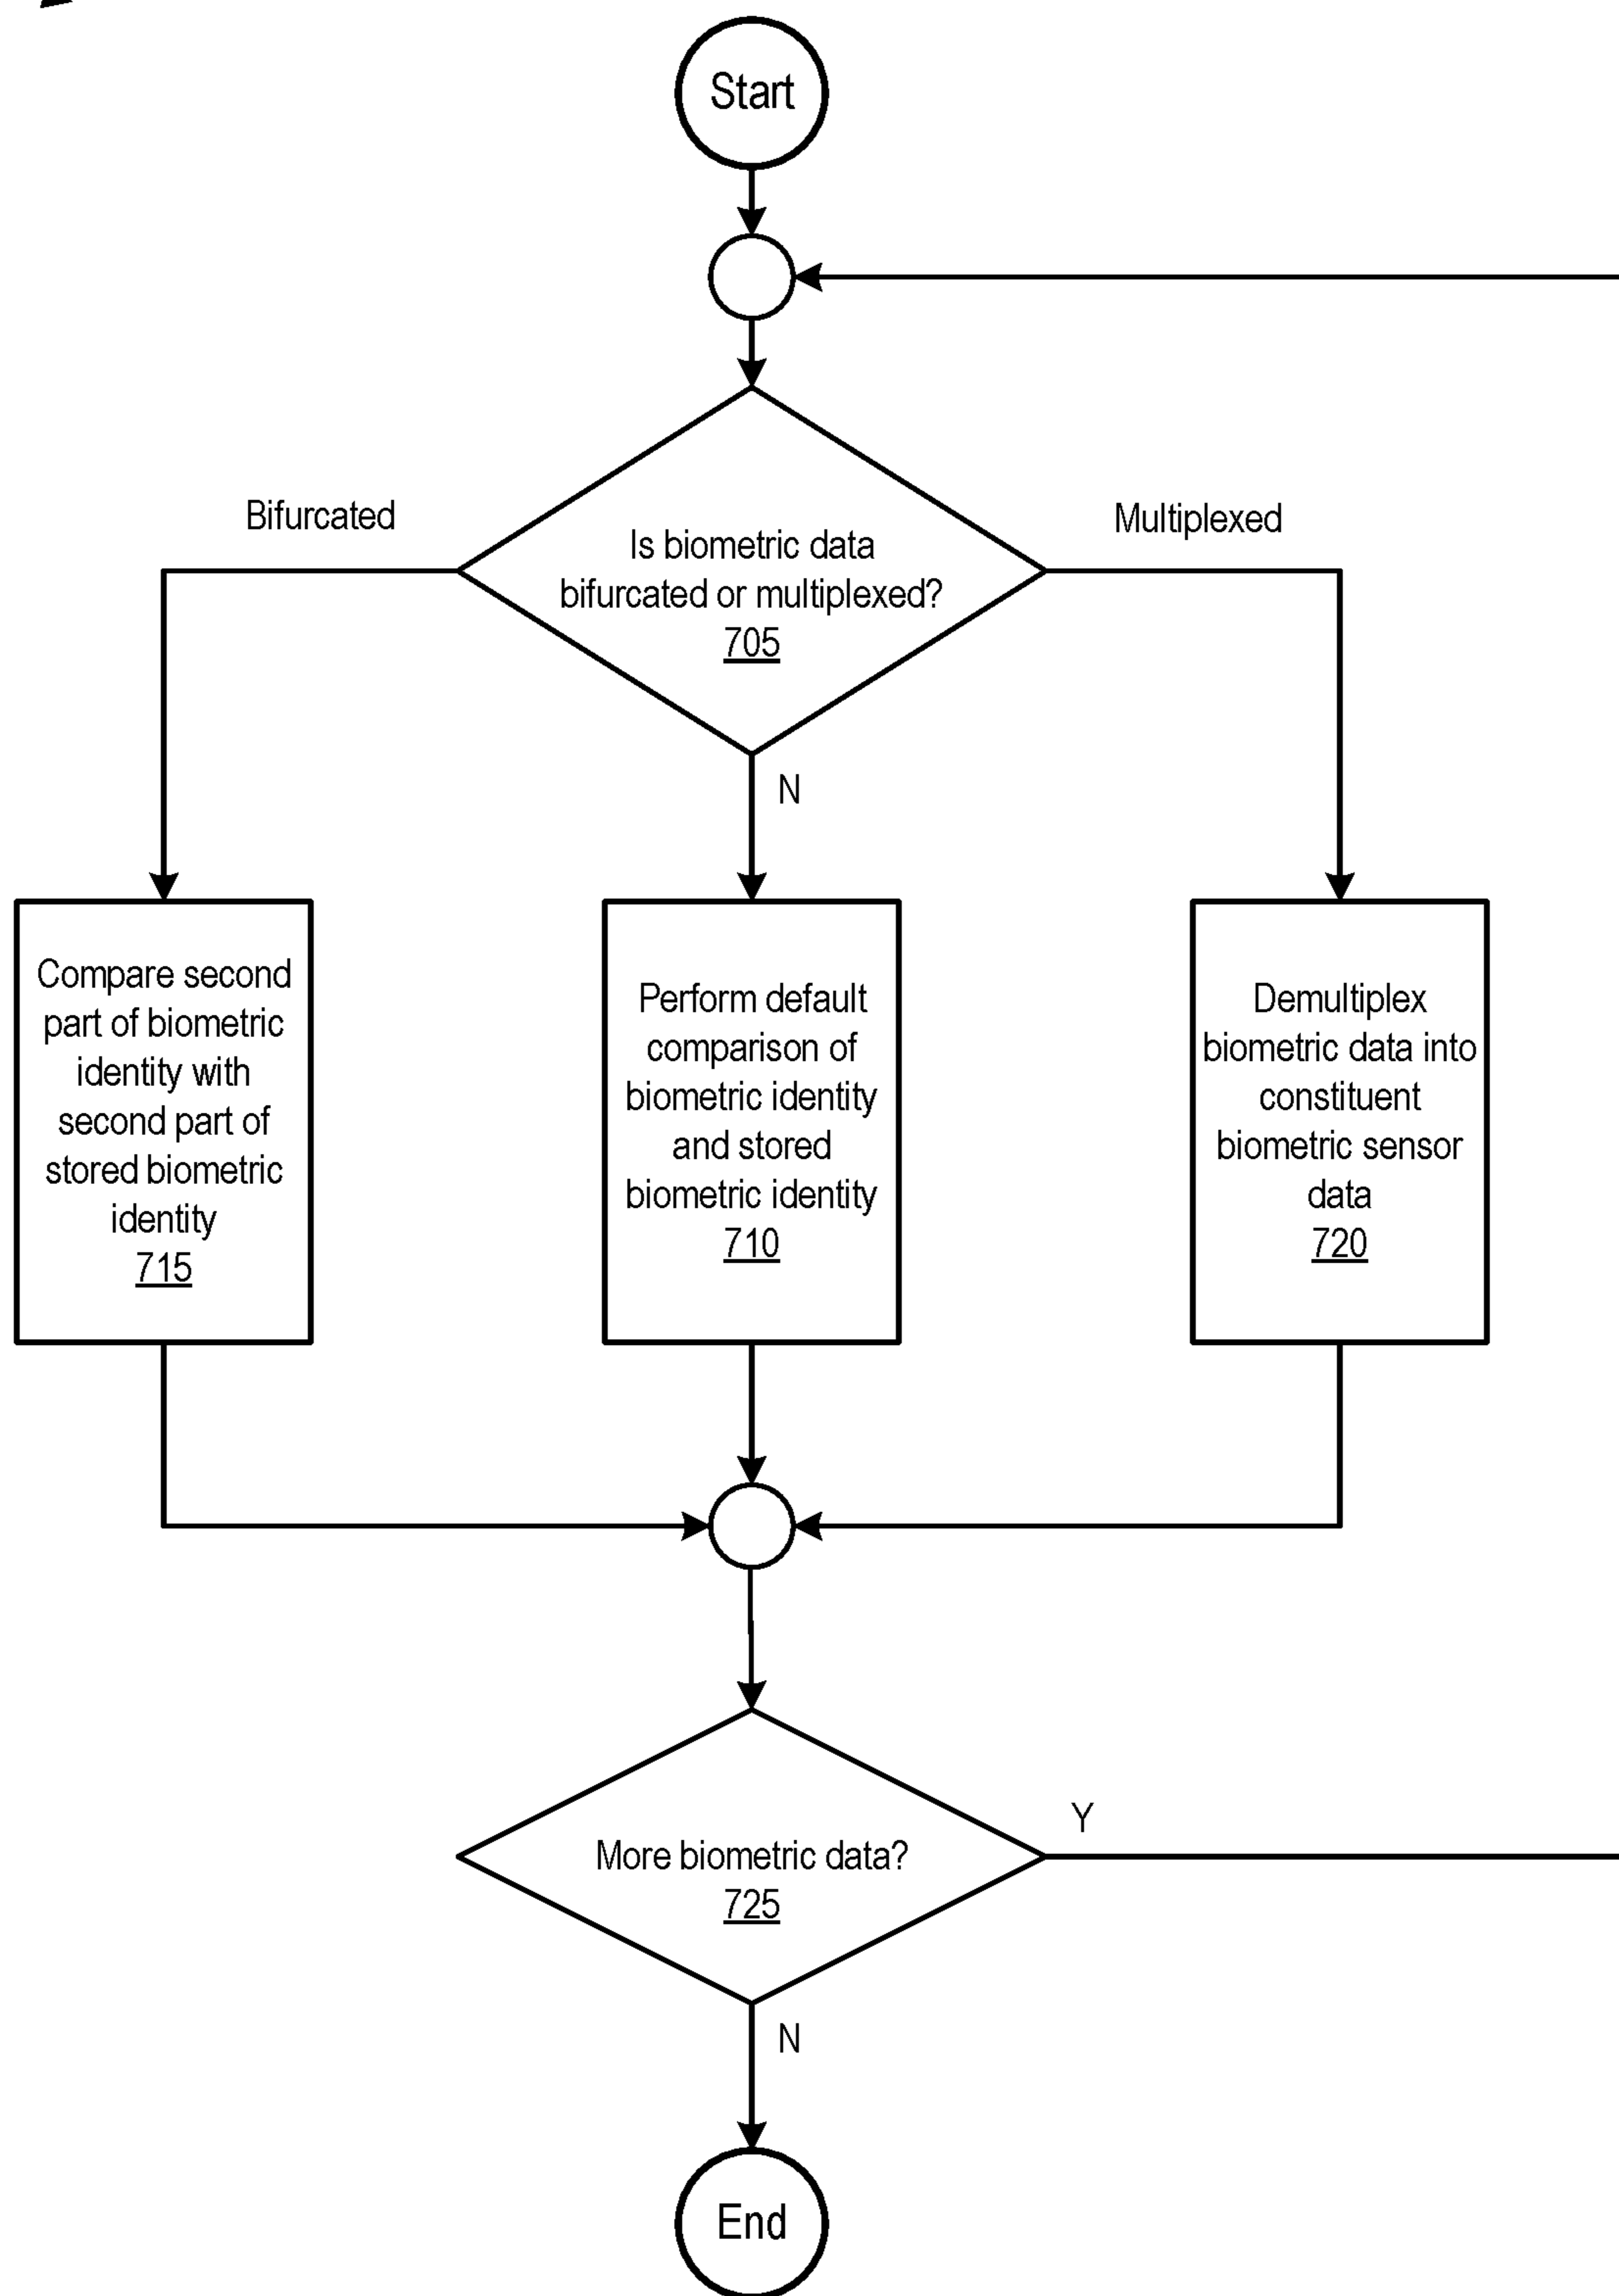 Start
Bifurcated
Multiplexed
Is biometric data
bifurcated or multiplexed?
705
N
Compare second
part of biometric
identity with
second part of
stored biometric
identity
715
Perform default
comparison of
biometric identity
and stored
biometric identity
710
Demultiplex
biometric data into
constituent
biometric sensor
data
720
More biometric data?
725
Y
N
End